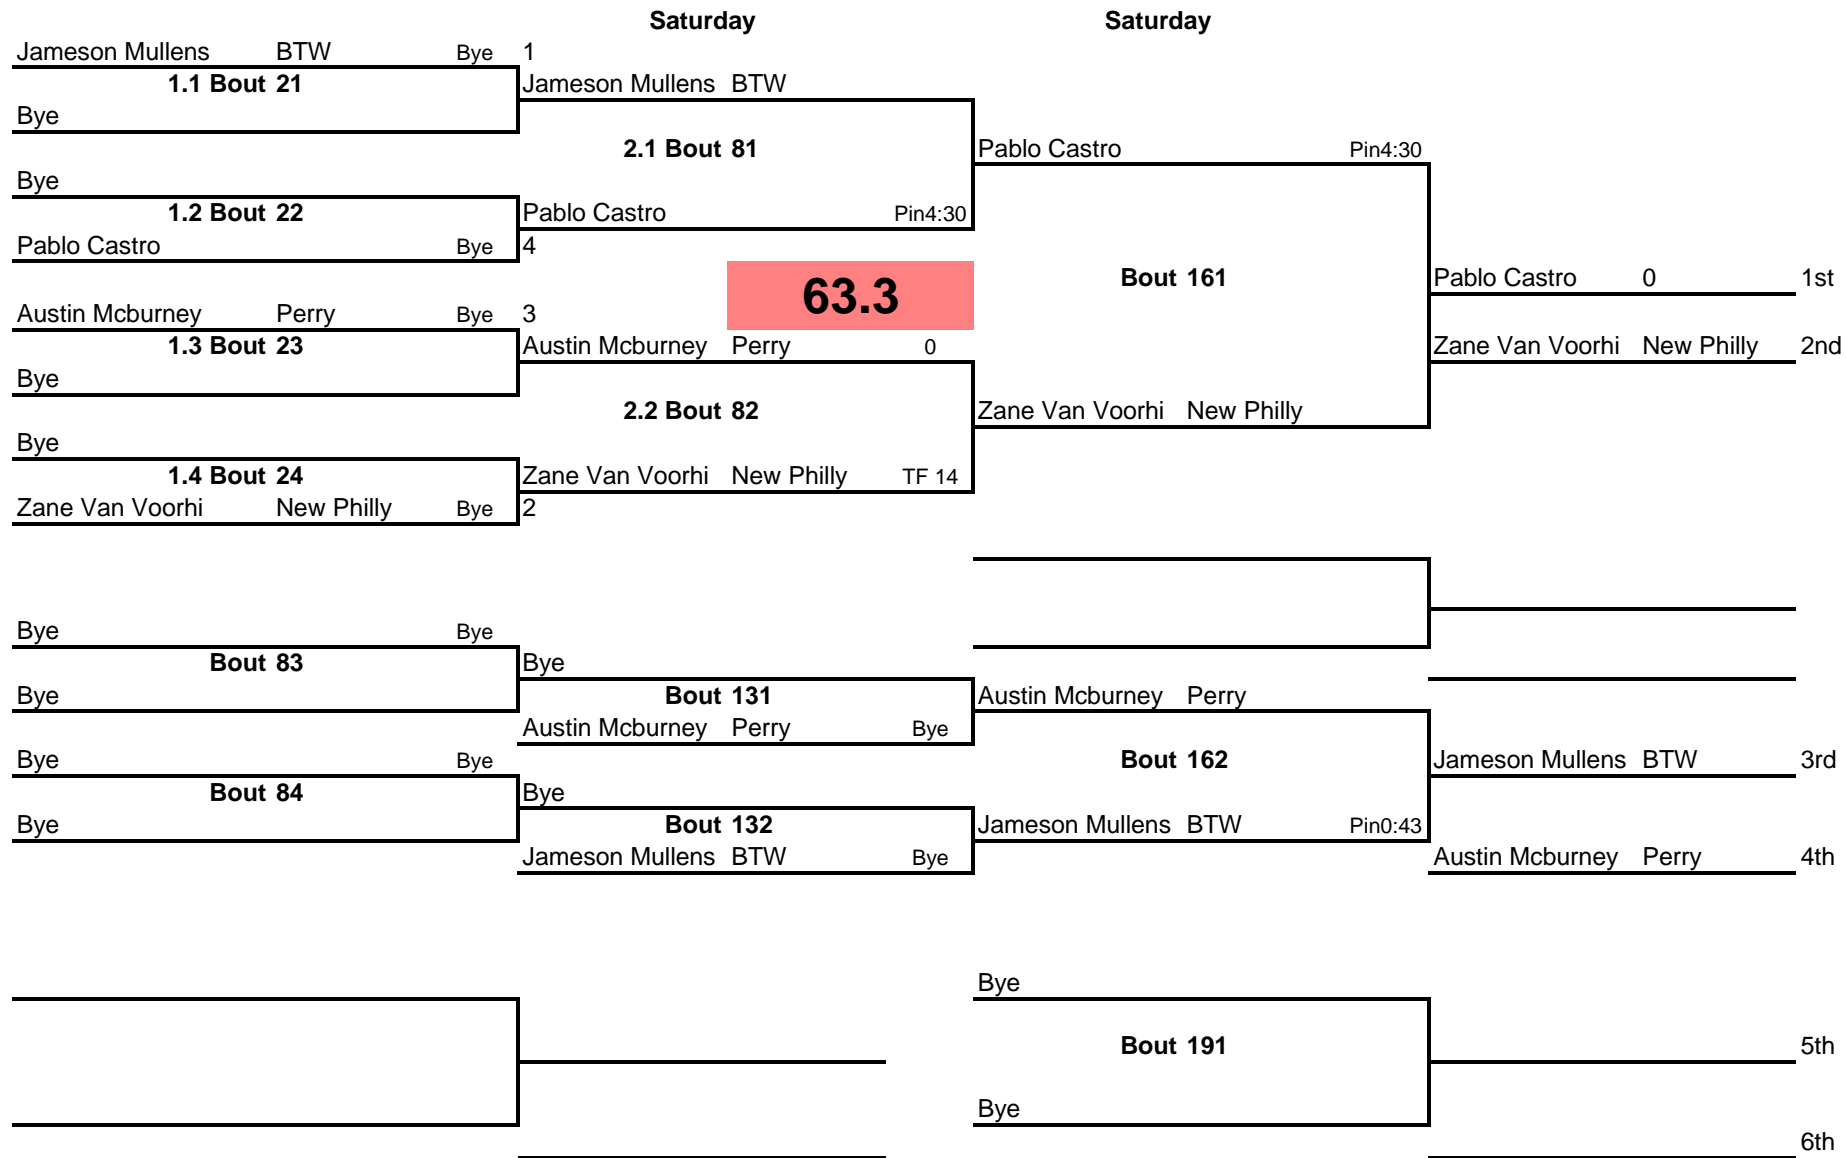 Saturday Saturday
Jameson Mullens BTW Bye 1
1.1 Bout 21 Jameson Mullens BTW
Bye
2.1 Bout 81 Pablo Castro Pin4:30
Bye
1.2 Bout 22 Pablo Castro Pin4:30
Pablo Castro Bye 4
63.3 Bout 161 Pablo Castro 0 1st
Austin Mcburney Perry Bye 3
1.3 Bout 23 Austin Mcburney Perry 0 Zane Van Voorhi New Philly 2nd
Bye
2.2 Bout 82 Zane Van Voorhi New Philly
Bye
1.4 Bout 24 Zane Van Voorhi New Philly TF 14
Zane Van Voorhi New Philly Bye 2
Bye Bye
Bout 83 Bye
Bye Bout 131 Austin Mcburney Perry
Austin Mcburney Perry Bye
Bye Bye Bout 162 Jameson Mullens BTW 3rd
Bout 84 Bye
Bye Bout 132 Jameson Mullens BTW Pin0:43
Jameson Mullens BTW Bye Austin Mcburney Perry 4th
Bye
Bout 191 5th
Bye
6th